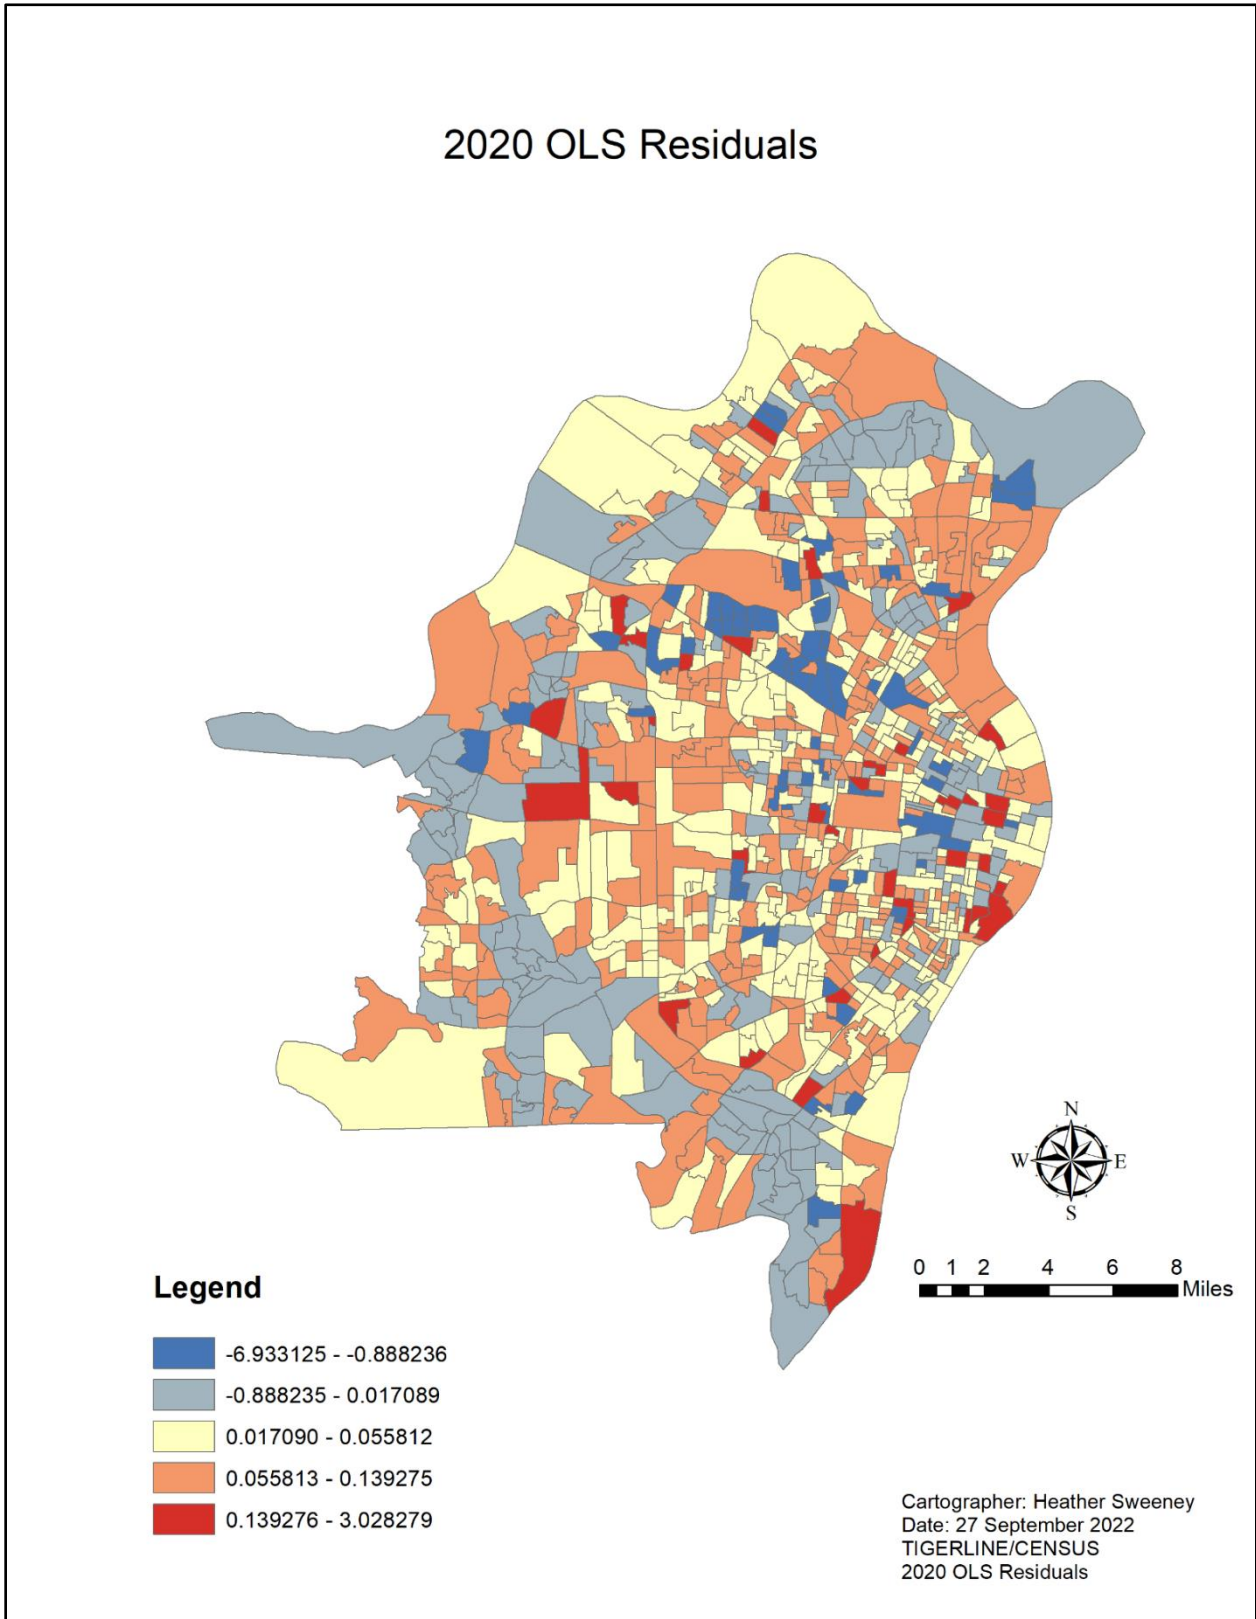 2020 OLS Residuals
N
W E
S
0 1 2 4 6 8
Miles
Legend
-6.933125 - -0.888236
-0.888235 - 0.017089
0.017090 - 0.055812
0.055813 - 0.139275
0.139276 - 3.028279
Cartographer: Heather Sweeney
Date: 27 September 2022
TIGERLINE/CENSUS
2020 OLS Residuals